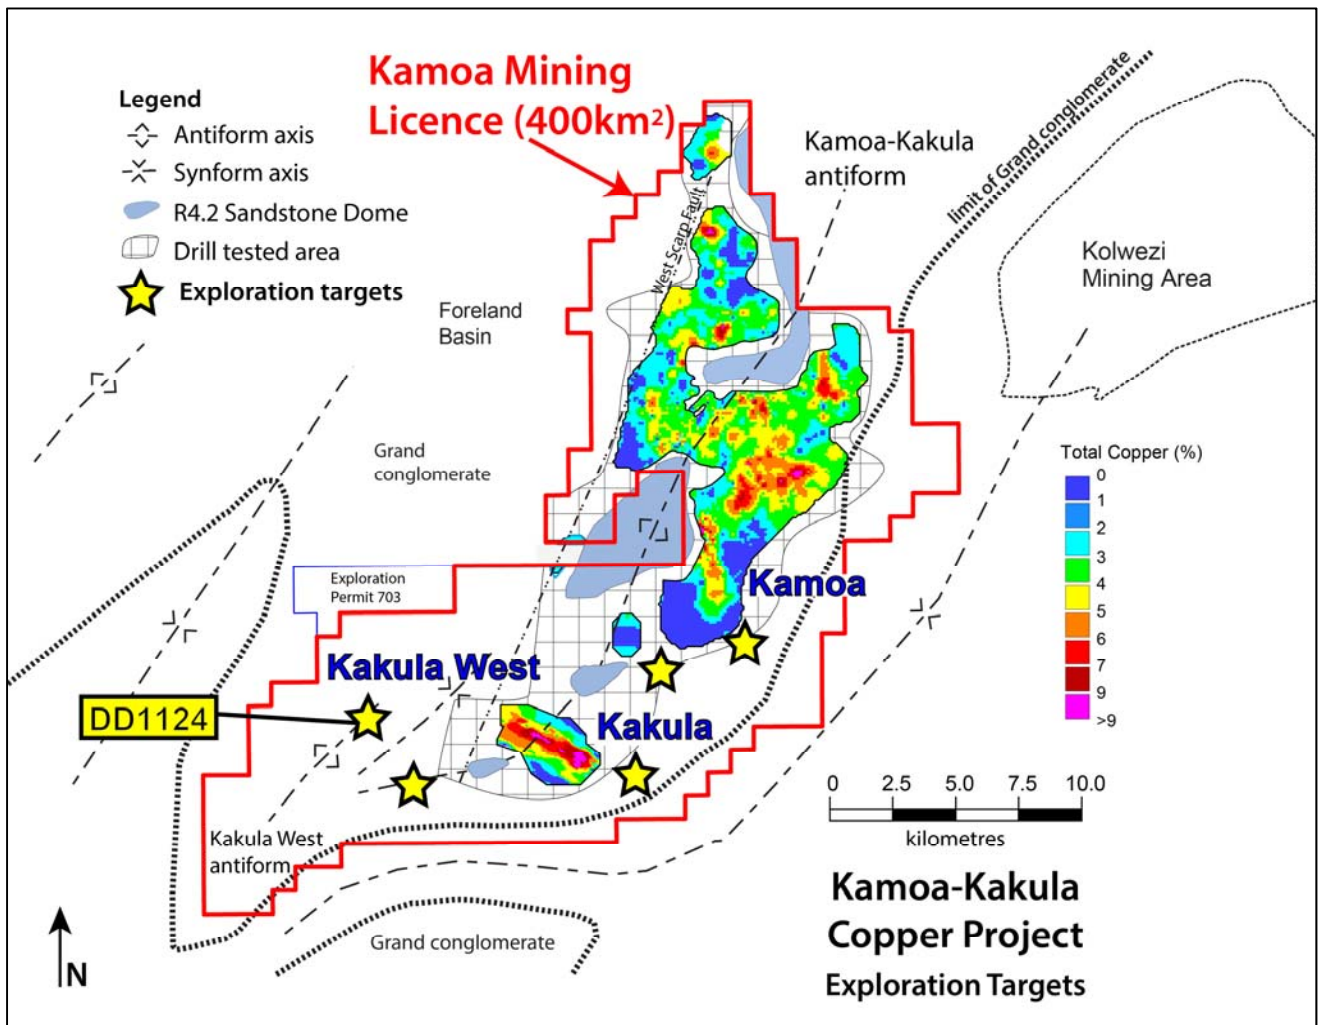 Kamoa Mining
Licence (400km²)
Legend
Antiform axis
Synform axis
R4.2 Sandstone Dome
Drill tested area
Exploration targets
Kamoa-Kakula
antiform
limit of Grand conglomerate
West Scarp Fault
Kolwezi
Mining Area
Foreland
Basin
Grand
conglomerate
Total Copper (%)
0
1
2
3
4
5
6
7
9
>9
Exploration
Permit 703
Kamoa
Kakula West
DD1124
Kakula
Kakula West
antiform
0 2.5 5.0 7.5 10.0
kilometres
Grand conglomerate
N
Kamoa-Kakula
Copper Project
Exploration Targets